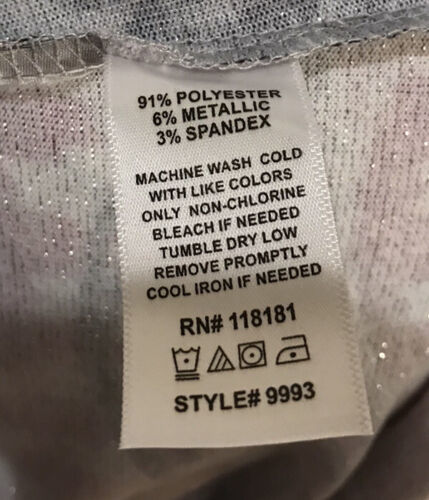 91% POLYESTER
6% METALLIC
3% SPANDEX
MACHINE WASH COLD
WITH LIKE COLORS
ONLY NON-CHLORINE
BLEACH IF NEEDED
TUMBLE DRY LOW
REMOVE PROMPTLY
COOL IRON IF NEEDED
RN# 118181
STYLE# 9993